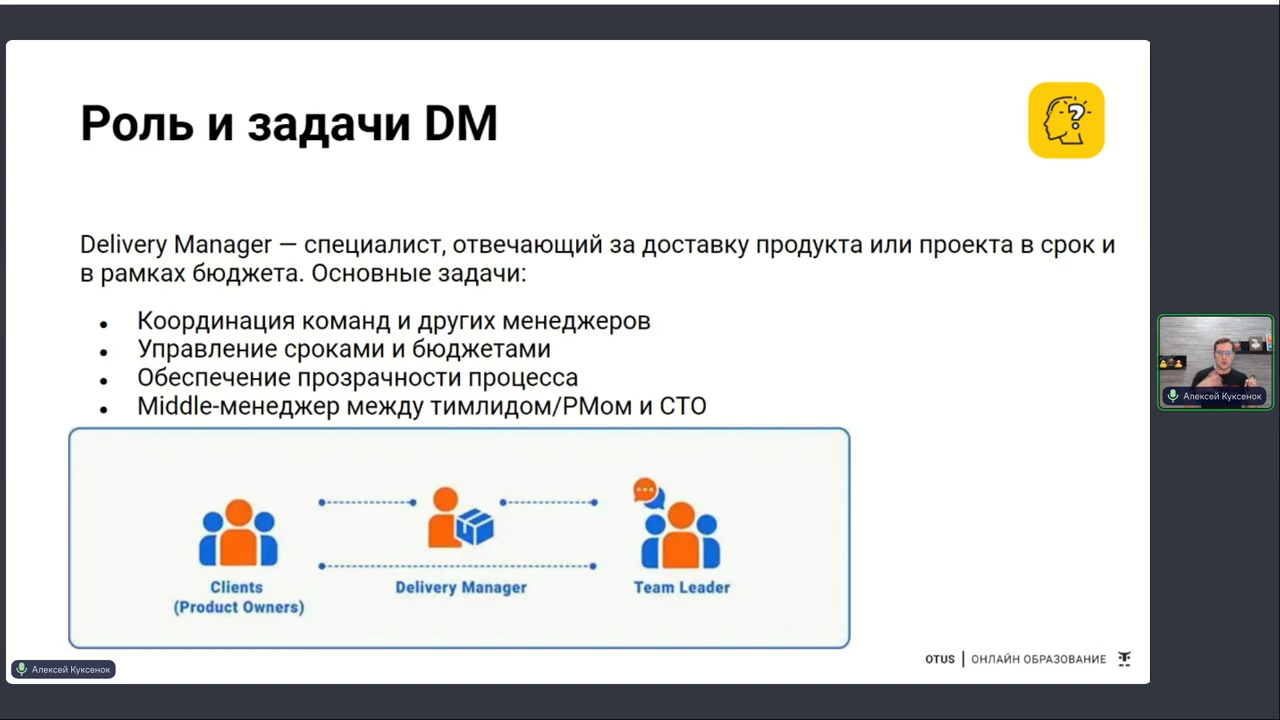 Роль и задачи DM
Delivery Manager — специалист, отвечающий за доставку продукта или проекта в срок и
в рамках бюджета. Основные задачи:
● Координация команд и других менеджеров
● Управление сроками и бюджетами
● Обеспечение прозрачности процесса
● Middle-менеджер между тимлидом/PMом и СТО
Clients
(Product Owners)
Delivery Manager
Team Leader
Алексей Куксенок
OTUS | ОНЛАЙН ОБРАЗОВАНИЕ
Алексей Куксенок